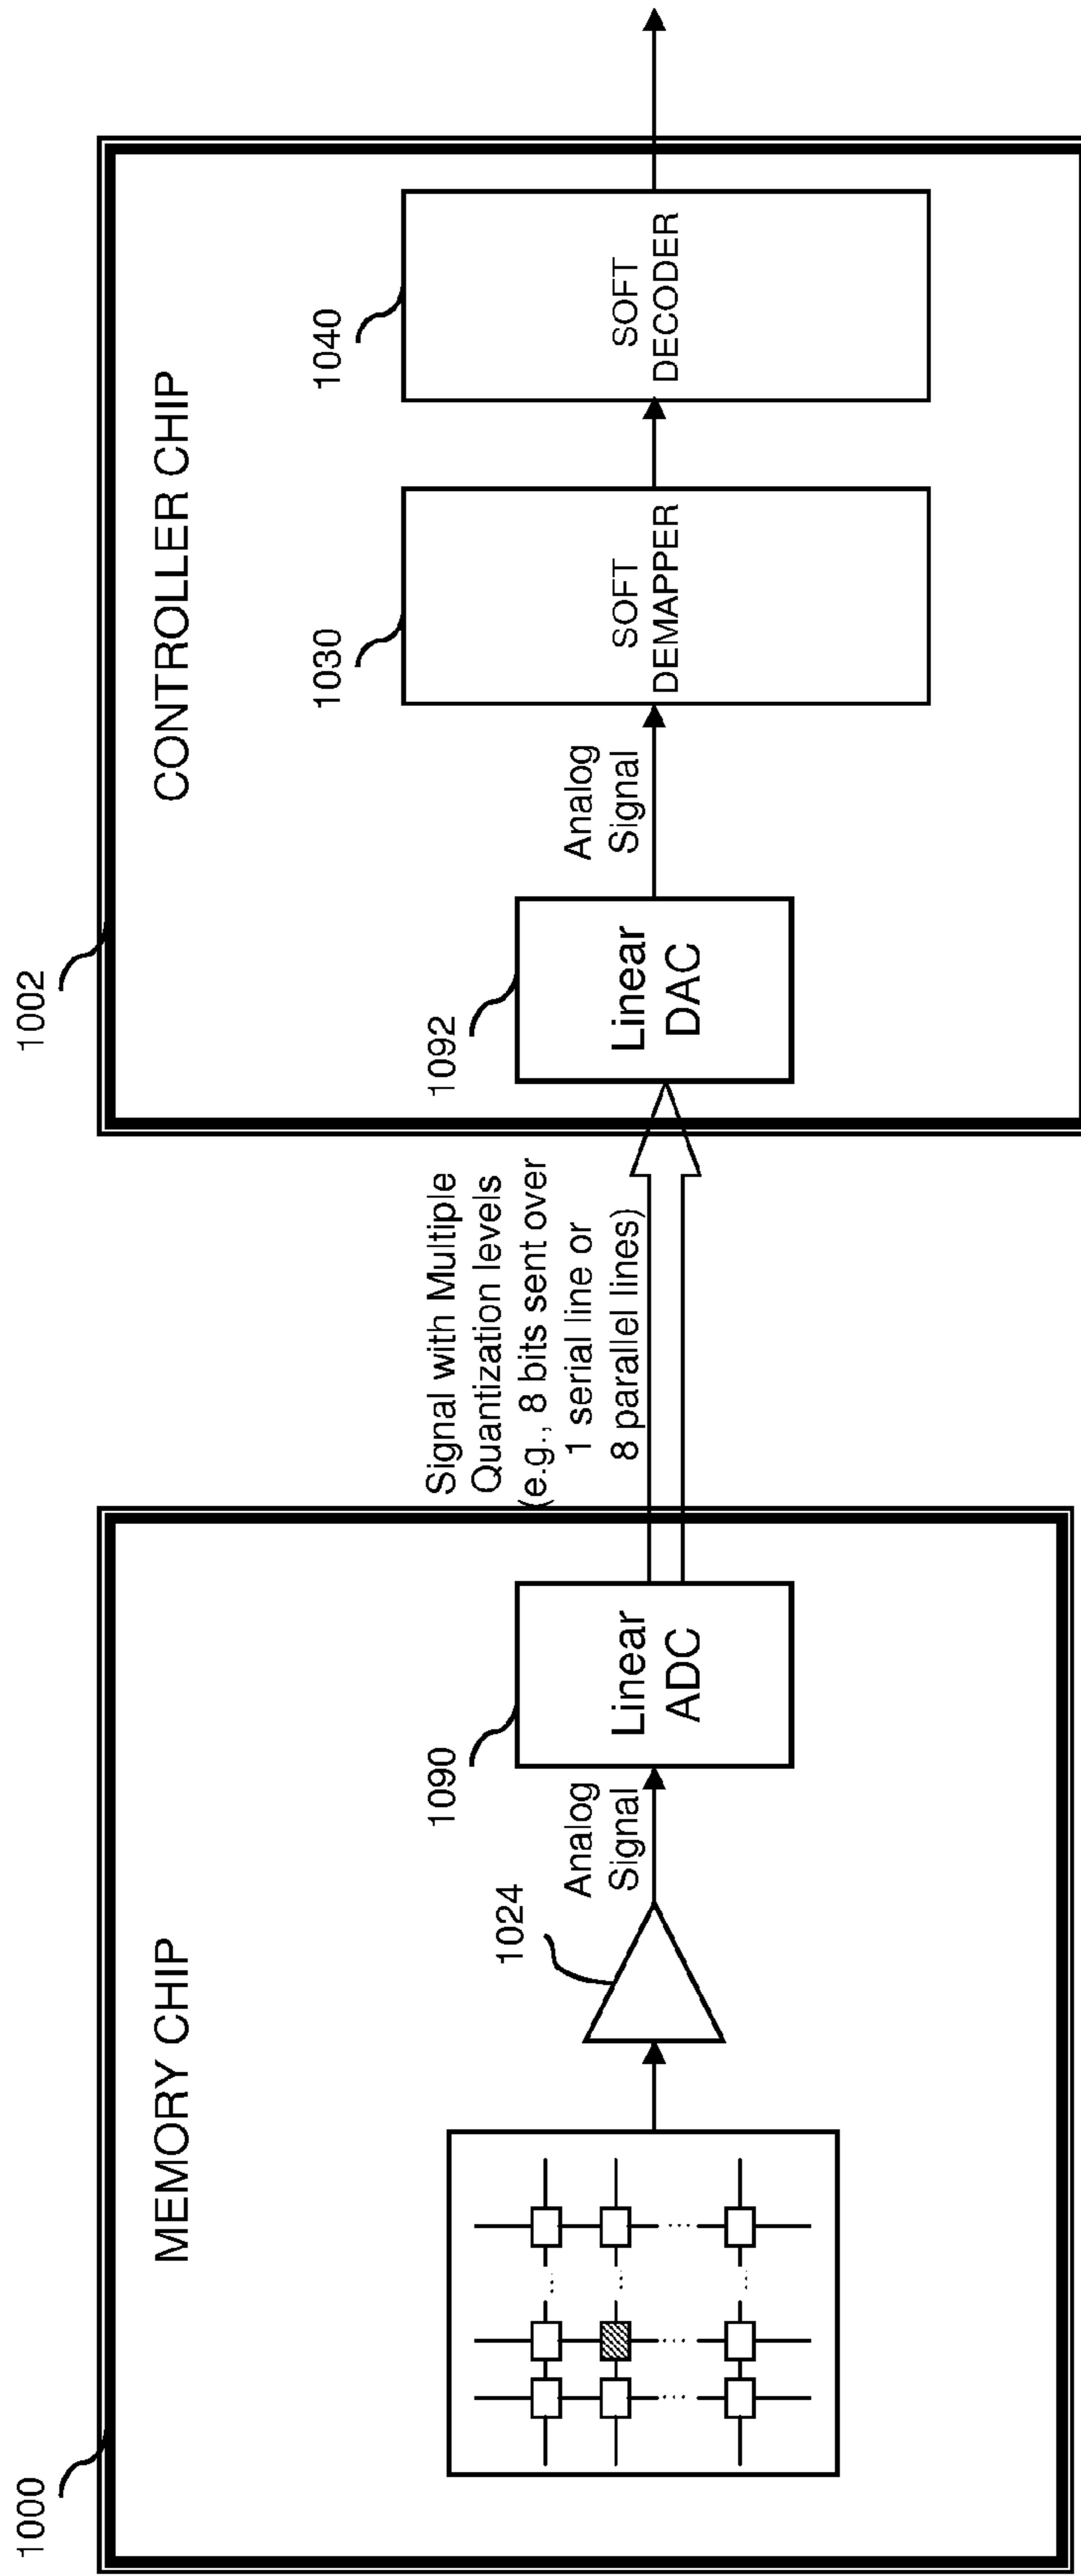 1000
MEMORY CHIP
1024
Analog
Signal
1090
Linear
ADC
Signal with Multiple
Quantization levels
(e.g., 8 bits sent over
1 serial line or
8 parallel lines)
1002
CONTROLLER CHIP
1092
Linear
DAC
Analog
Signal
1030
SOFT
DEMAPPER
1040
SOFT
DECODER